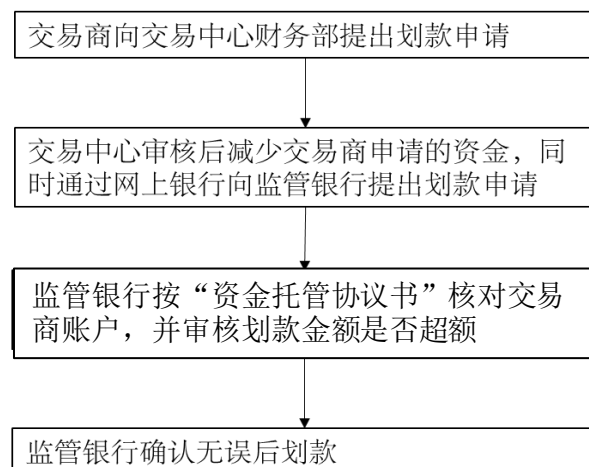 交易商向交易中心财务部提出划款申请
交易中心审核后减少交易商申请的资金，同
时通过网上银行向监管银行提出划款申请
监管银行按“资金托管协议书”核对交易
商账户，并审核划款金额是否超额
监管银行确认无误后划款